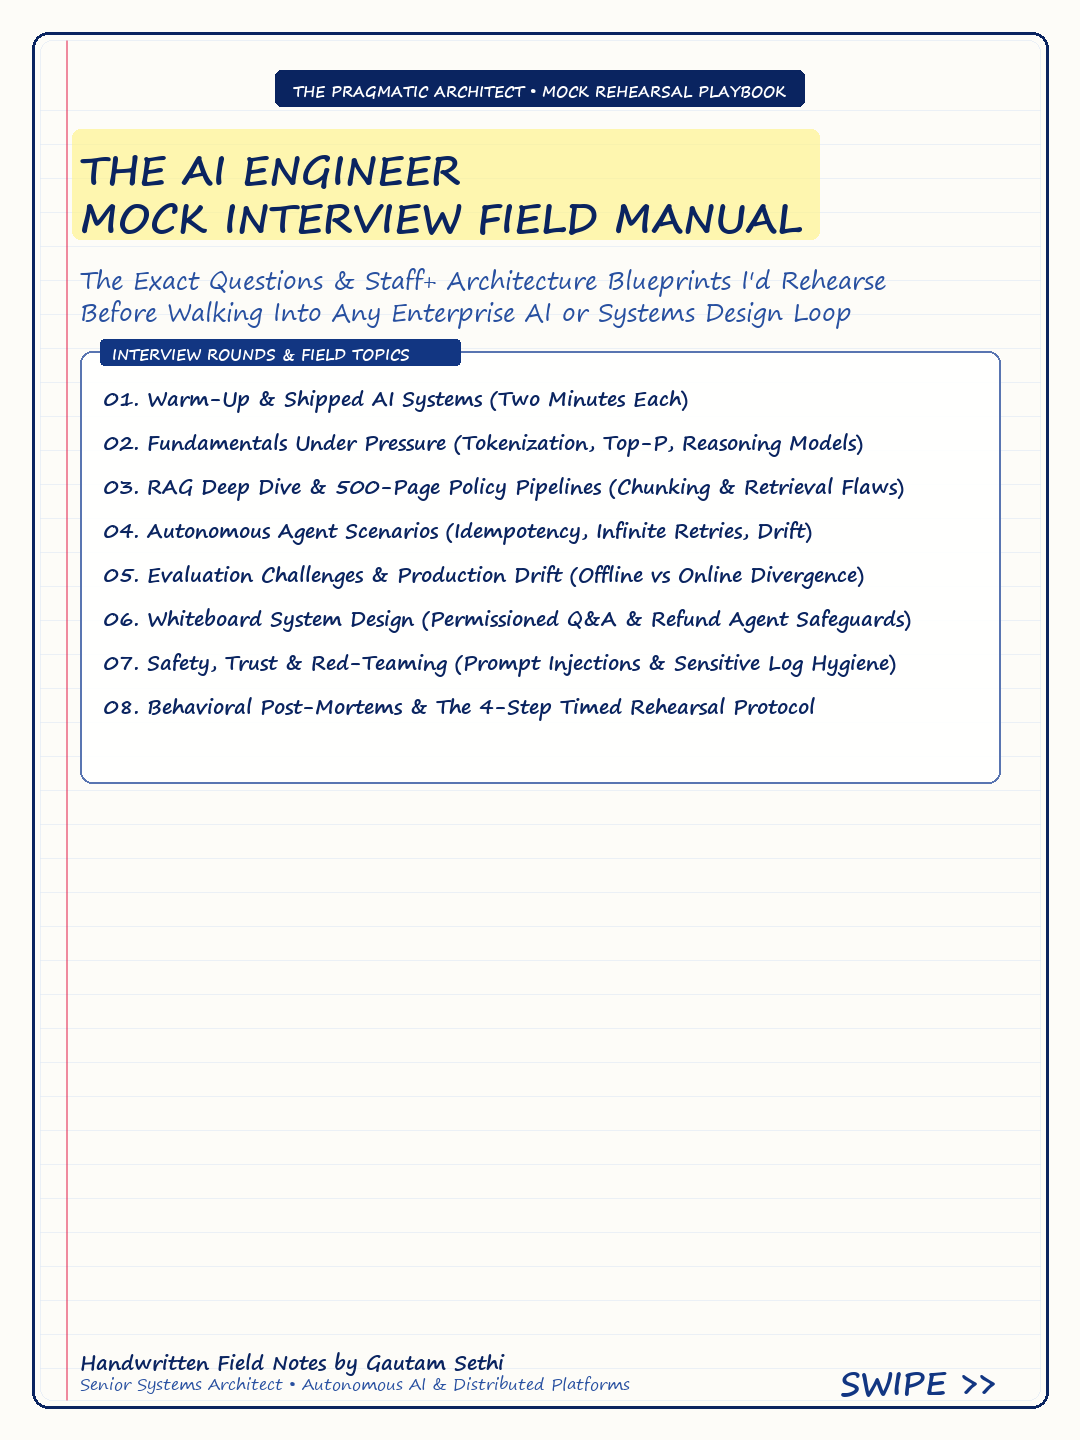 THE PRAGMATIC ARCHITECT • MOCK REHEARSAL PLAYBOOK
THE AI ENGINEER
MOCK INTERVIEW FIELD MANUAL
The Exact Questions & Staff+ Architecture Blueprints I'd Rehearse
Before Walking Into Any Enterprise AI or Systems Design Loop
INTERVIEW ROUNDS & FIELD TOPICS
01. Warm-Up & Shipped AI Systems (Two Minutes Each)
02. Fundamentals Under Pressure (Tokenization, Top-P, Reasoning Models)
03. RAG Deep Dive & 500-Page Policy Pipelines (Chunking & Retrieval Flaws)
04. Autonomous Agent Scenarios (Idempotency, Infinite Retries, Drift)
05. Evaluation Challenges & Production Drift (Offline vs Online Divergence)
06. Whiteboard System Design (Permissioned Q&A & Refund Agent Safeguards)
07. Safety, Trust & Red-Teaming (Prompt Injections & Sensitive Log Hygiene)
08. Behavioral Post-Mortems & The 4-Step Timed Rehearsal Protocol
Handwritten Field Notes by Gautam Sethi
Senior Systems Architect • Autonomous AI & Distributed Platforms
SWIPE >>